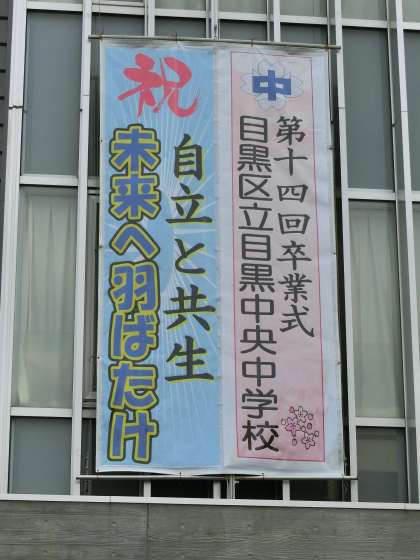 中
第十四回卒業式
目黒区立目黒中央中学校
祝
自立と共生
未来へ羽ばたけ